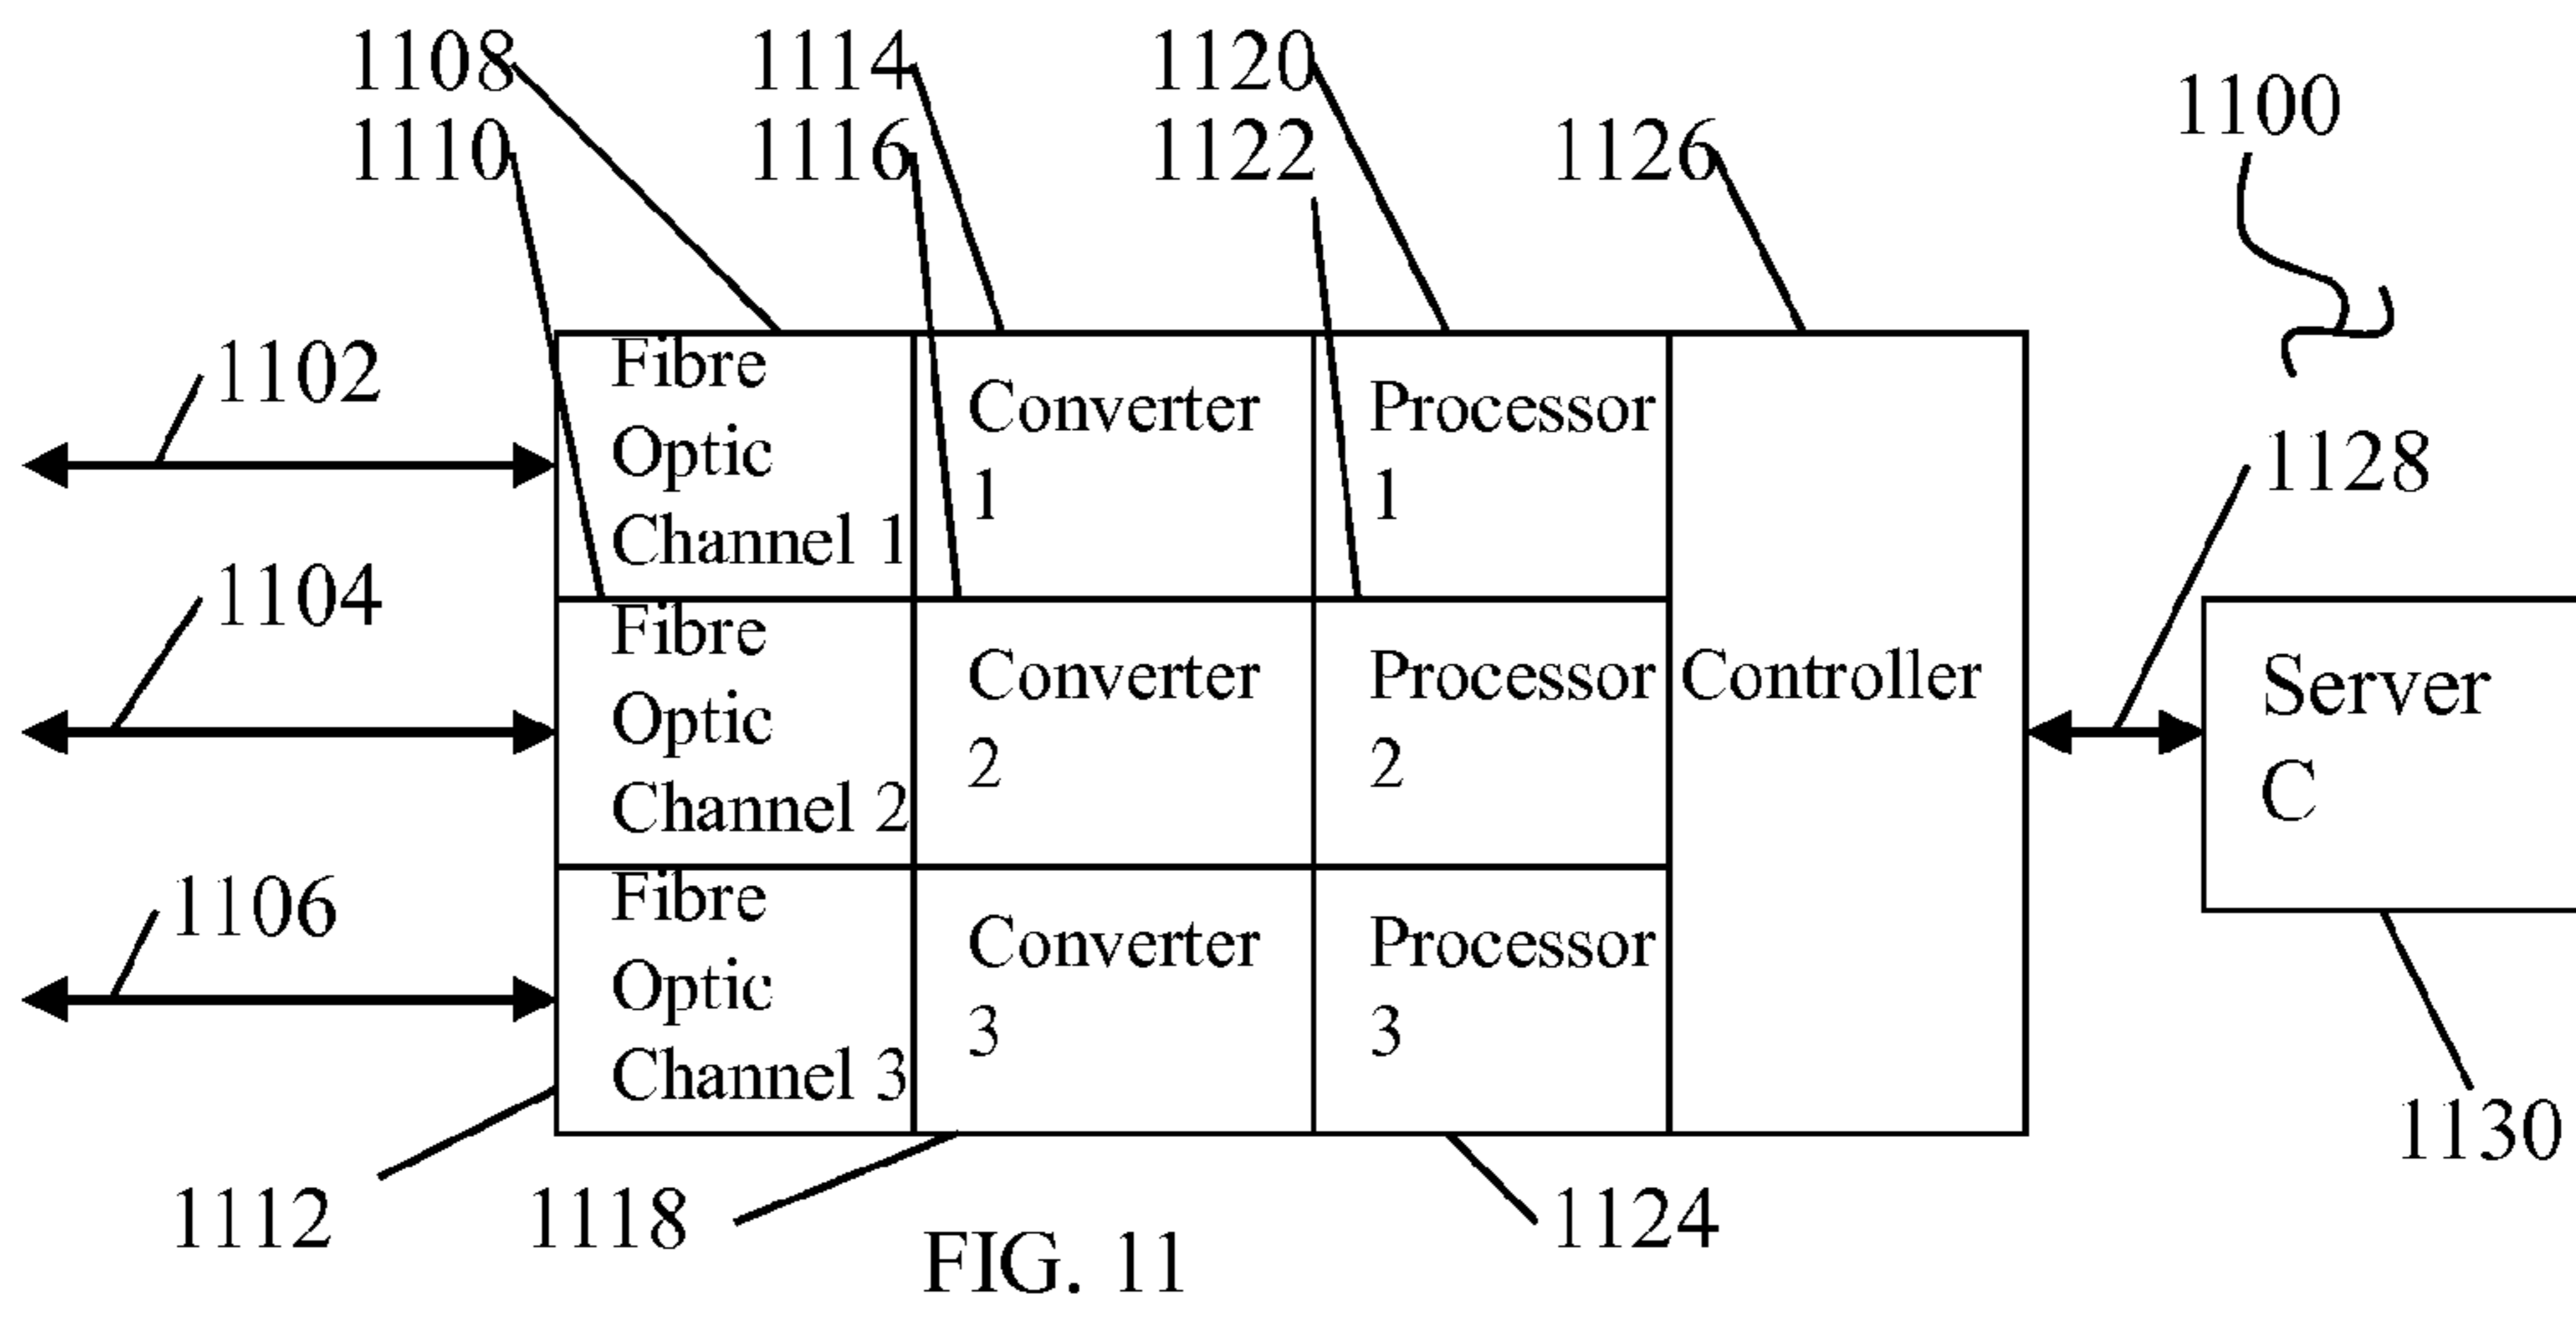 1108
1114
1120
1100
1110
1116
1122
1126
1102
Fibre
Optic
Channel 1
Converter
1
Processor
1
1128
1104
Fibre
Optic
Channel 2
Converter
2
Processor
2
Controller
Server
C
1106
Fibre
Optic
Channel 3
Converter
3
Processor
3
1130
1112
1118
1124
FIG. 11